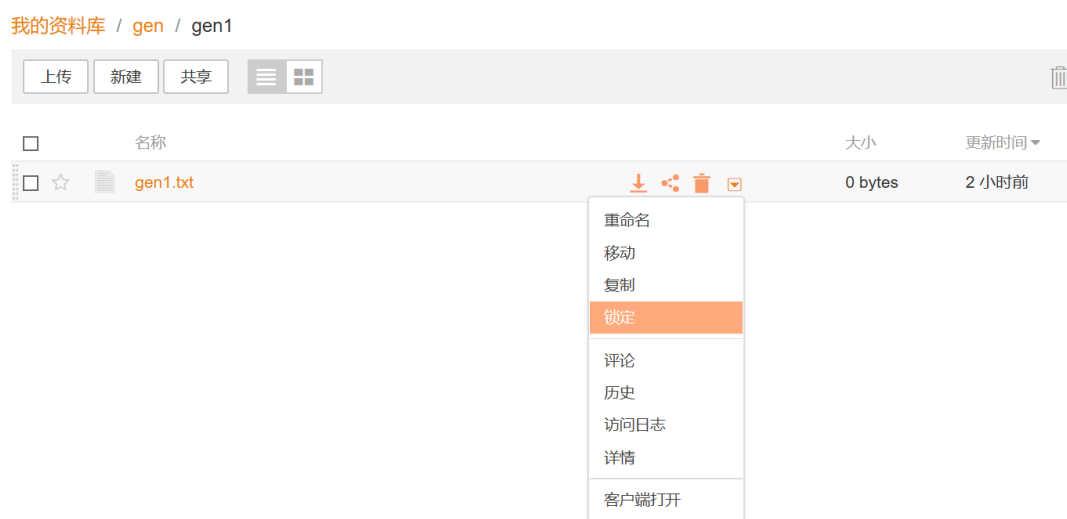 我的资料库 / gen / gen1
上传 新建 共享
名称 大小 更新时间
gen1.txt 0 bytes 2 小时前
重命名
移动
复制
锁定
评论
历史
访问日志
详情
客户端打开